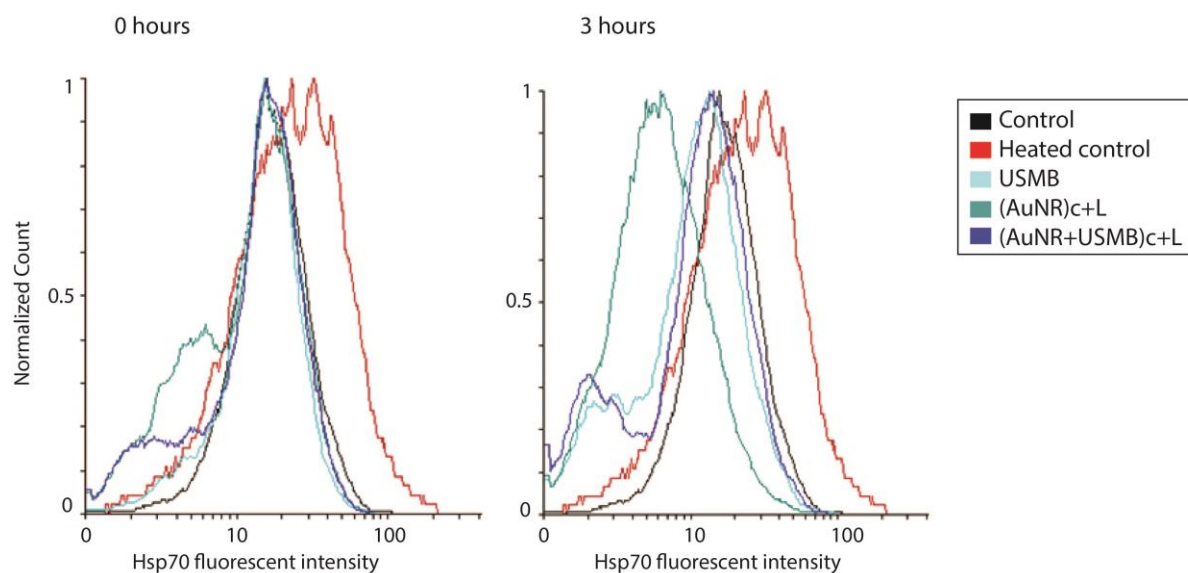 0 hours
3 hours
1
0.5
0
Normalized Count
0
10
100
Hsp70 fluorescent intensity
1
0.5
0
0
10
100
Hsp70 fluorescent intensity
Control
Heated control
USMB
(AuNR)c+L
(AuNR+USMB)c+L